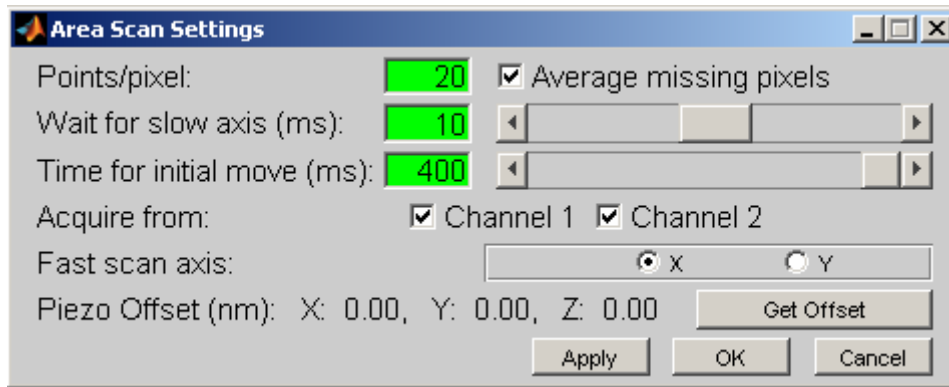 Area Scan Settings
Points/pixel: 20 Average missing pixels
Wait for slow axis (ms): 10
Time for initial move (ms): 400
Acquire from: Channel 1 Channel 2
Fast scan axis: X Y
Piezo Offset (nm): X: 0.00, Y: 0.00, Z: 0.00 Get Offset
Apply OK Cancel